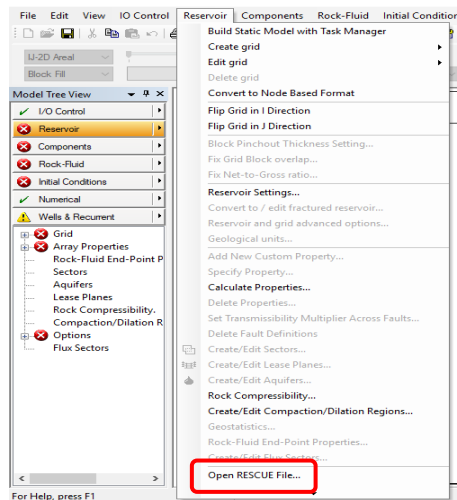 File Edit View IO Control Reservoir Components Rock-Fluid Initial Condition
IJ-2D Areal
Block Fill
Model Tree View
I/O Control
Reservoir
Components
Rock-Fluid
Initial Conditions
Numerical
Wells & Recurrent
Grid
Array Properties
Rock-Fluid End-Point P
Sectors
Aquifers
Lease Planes
Rock Compressibility.
Compaction/Dilation R
Options
Flux Sectors
For Help, press F1
Build Static Model with Task Manager
Create grid
Edit grid
Delete grid
Convert to Node Based Format
Flip Grid in I Direction
Flip Grid in J Direction
Block Pinchout Thickness Setting...
Fix Grid Block overlap...
Fix Net-to-Gross ratio...
Reservoir Settings...
Convert to / edit fractured reservoir...
Reservoir and grid advanced options...
Geological units...
Add New Custom Property...
Specify Property...
Calculate Properties...
Delete Properties...
Set Transmissibility Multiplier Across Faults...
Delete Fault Definitions
Create/Edit Sectors...
Create/Edit Lease Planes...
Create/Edit Aquifers...
Rock Compressibility...
Create/Edit Compaction/Dilation Regions...
Geostatistics...
Rock-Fluid End-Point Properties...
Create/Edit Flux Sectors...
Open RESCUE File...